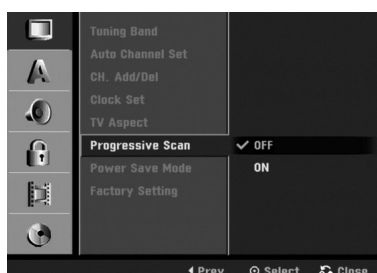 Tuning Band
Auto Channel Set
CH. Add/Del
Clock Set
TV Aspect
Progressive Scan ✓ OFF
Power Save Mode ON
Factory Setting
Prev Select Close